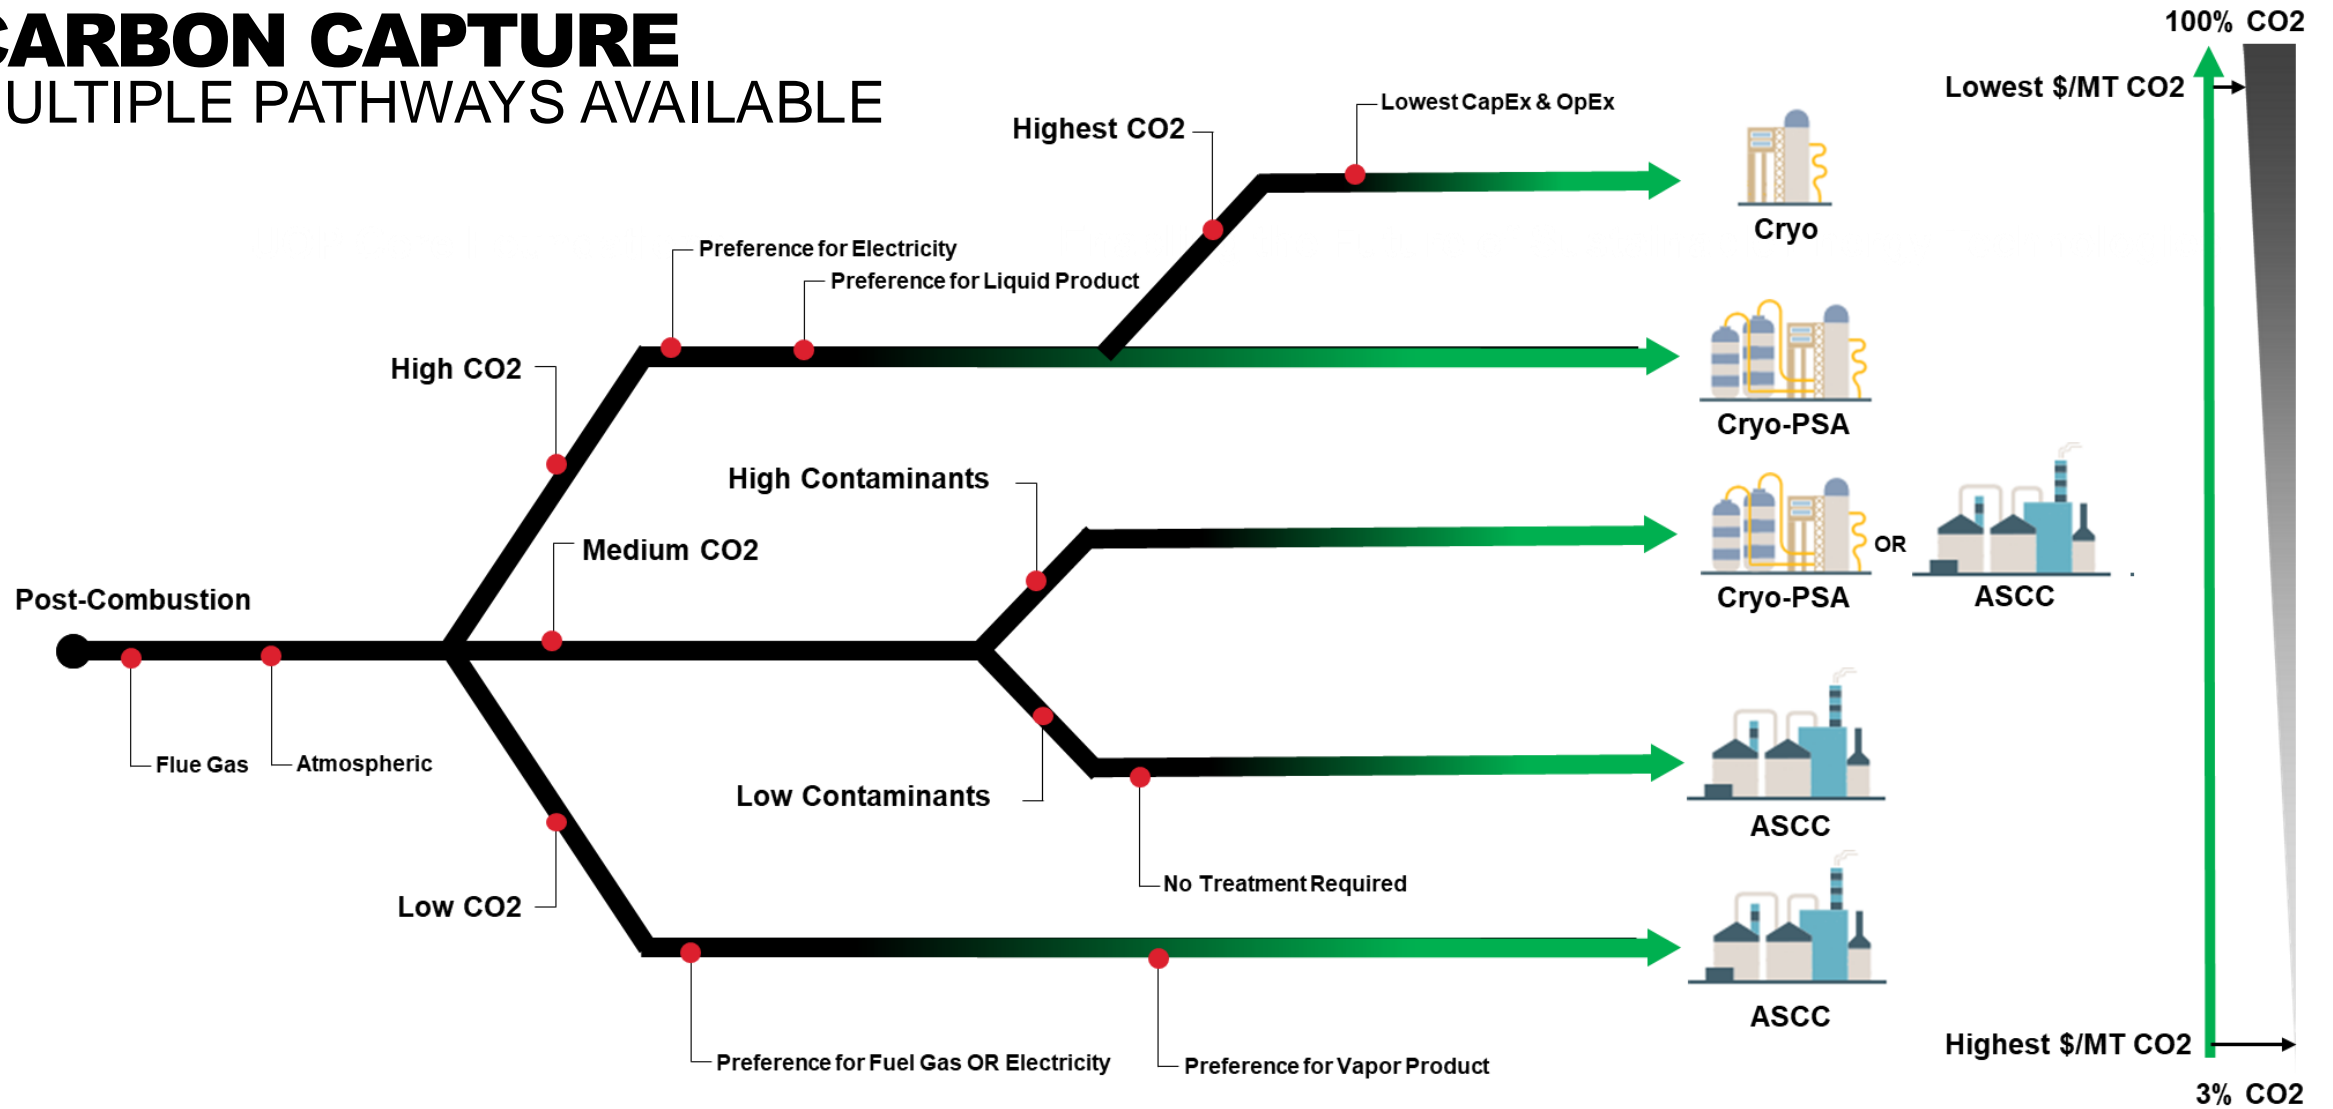 CARBON CAPTURE
ULTIPLE PATHWAYS AVAILABLE
100% CO2
Lowest $/MT CO2
Lowest CapEx & OpEx
Highest CO2
Cryo
Preference for Electricity
Preference for Liquid Product
High CO2
Cryo-PSA
High Contaminants
Medium CO2
OR
Cryo-PSA
ASCC
Post-Combustion
Flue Gas
Atmospheric
Low Contaminants
ASCC
No Treatment Required
Low CO2
ASCC
Preference for Fuel Gas OR Electricity
Preference for Vapor Product
Highest $/MT CO2
3% CO2